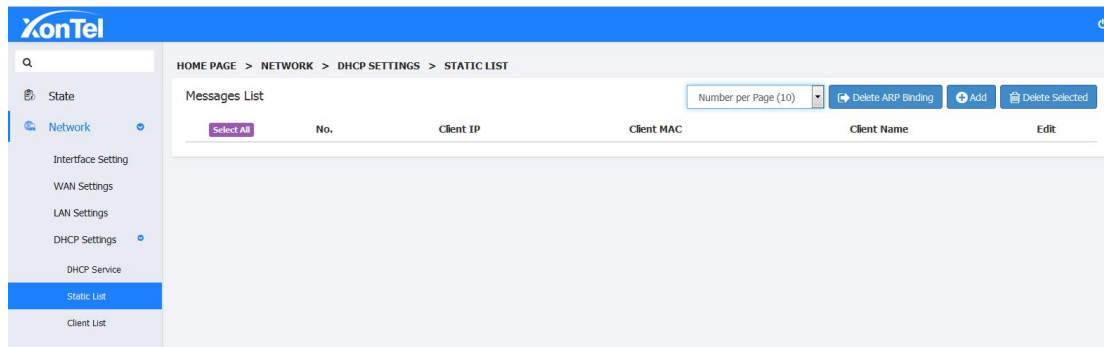 XonTel
HOME PAGE > NETWORK > DHCP SETTINGS > STATIC LIST
State
Messages List
Number per Page (10)
Delete ARP Binding
Add
Delete Selected
Network
Select All
No.
Client IP
Client MAC
Client Name
Edit
Intertface Setting
WAN Settings
LAN Settings
DHCP Settings
DHCP Service
Static List
Client List